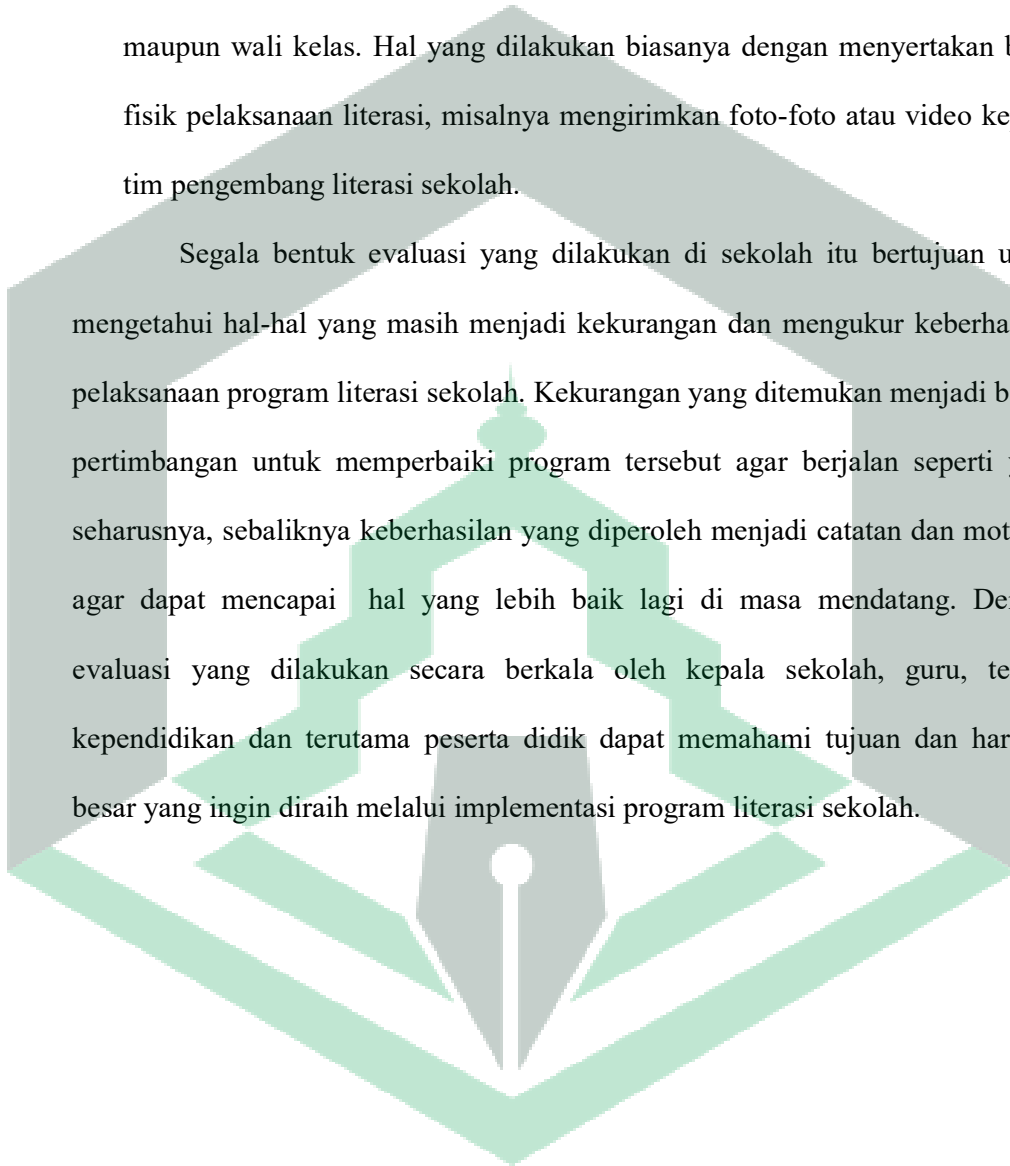 maupun wali kelas. Hal yang dilakukan biasanya dengan menyertakan
fisik pelaksanaan literasi, misalnya mengirimkan foto-foto atau video
tim pengembang literasi sekolah.
Segala bentuk evaluasi yang dilakukan di sekolah itu bertujuan
mengetahui hal-hal yang masih menjadi kekurangan dan mengukur
pelaksanaan program literasi sekolah. Kekurangan yang ditemukan menjadi
pertimbangan untuk memperbaiki program tersebut agar berjalan seperti
seharusnya, sebaliknya keberhasilan yang diperoleh menjadi catatan dan
agar dapat mencapai hal yang lebih baik lagi di masa mendatang.
evaluasi yang dilakukan secara berkala oleh kepala sekolah, guru,
kependidikan dan terutama peserta didik dapat memahami tujuan dan
besar yang ingin diraih melalui implementasi program literasi sekolah.